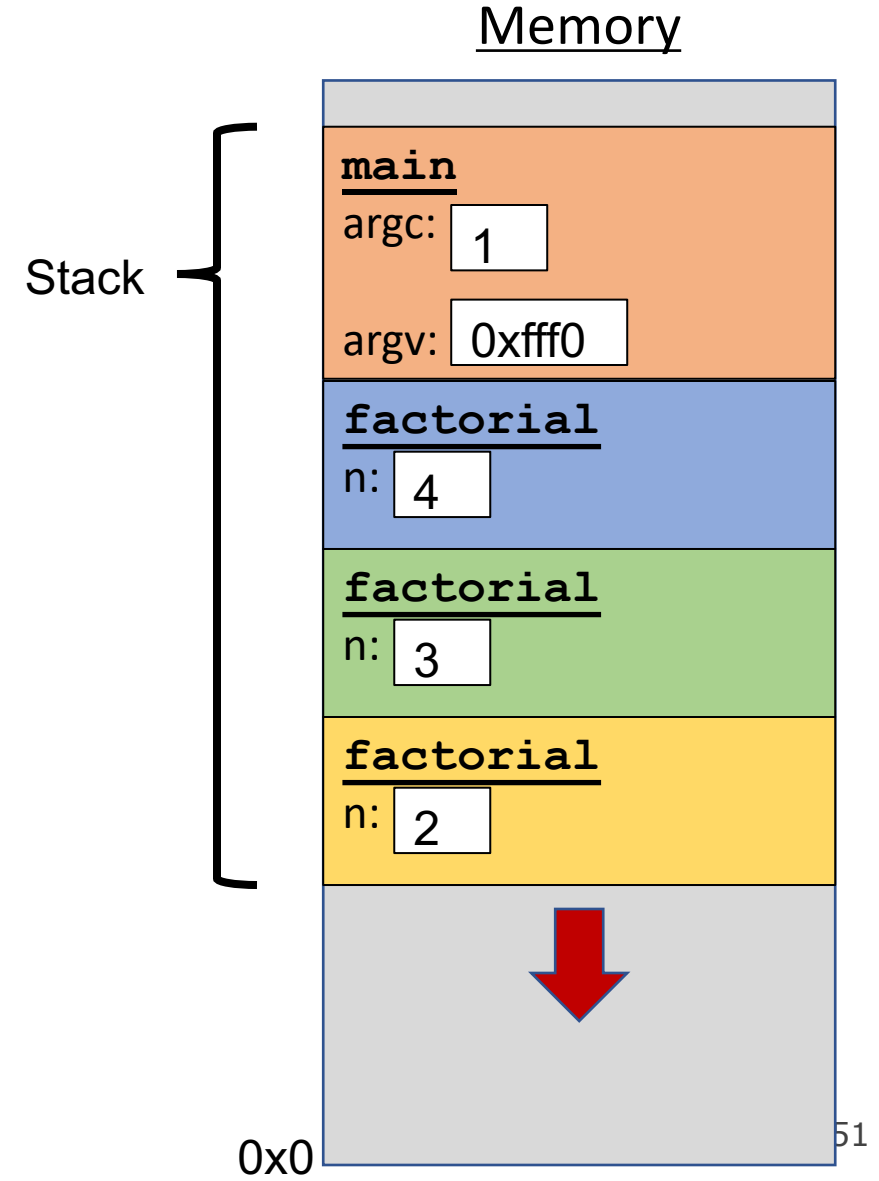 Memory
main
argc: 1
Stack
argv: 0xfff0
factorial
n: 4
factorial
n: 3
factorial
n: 2
51
0x0